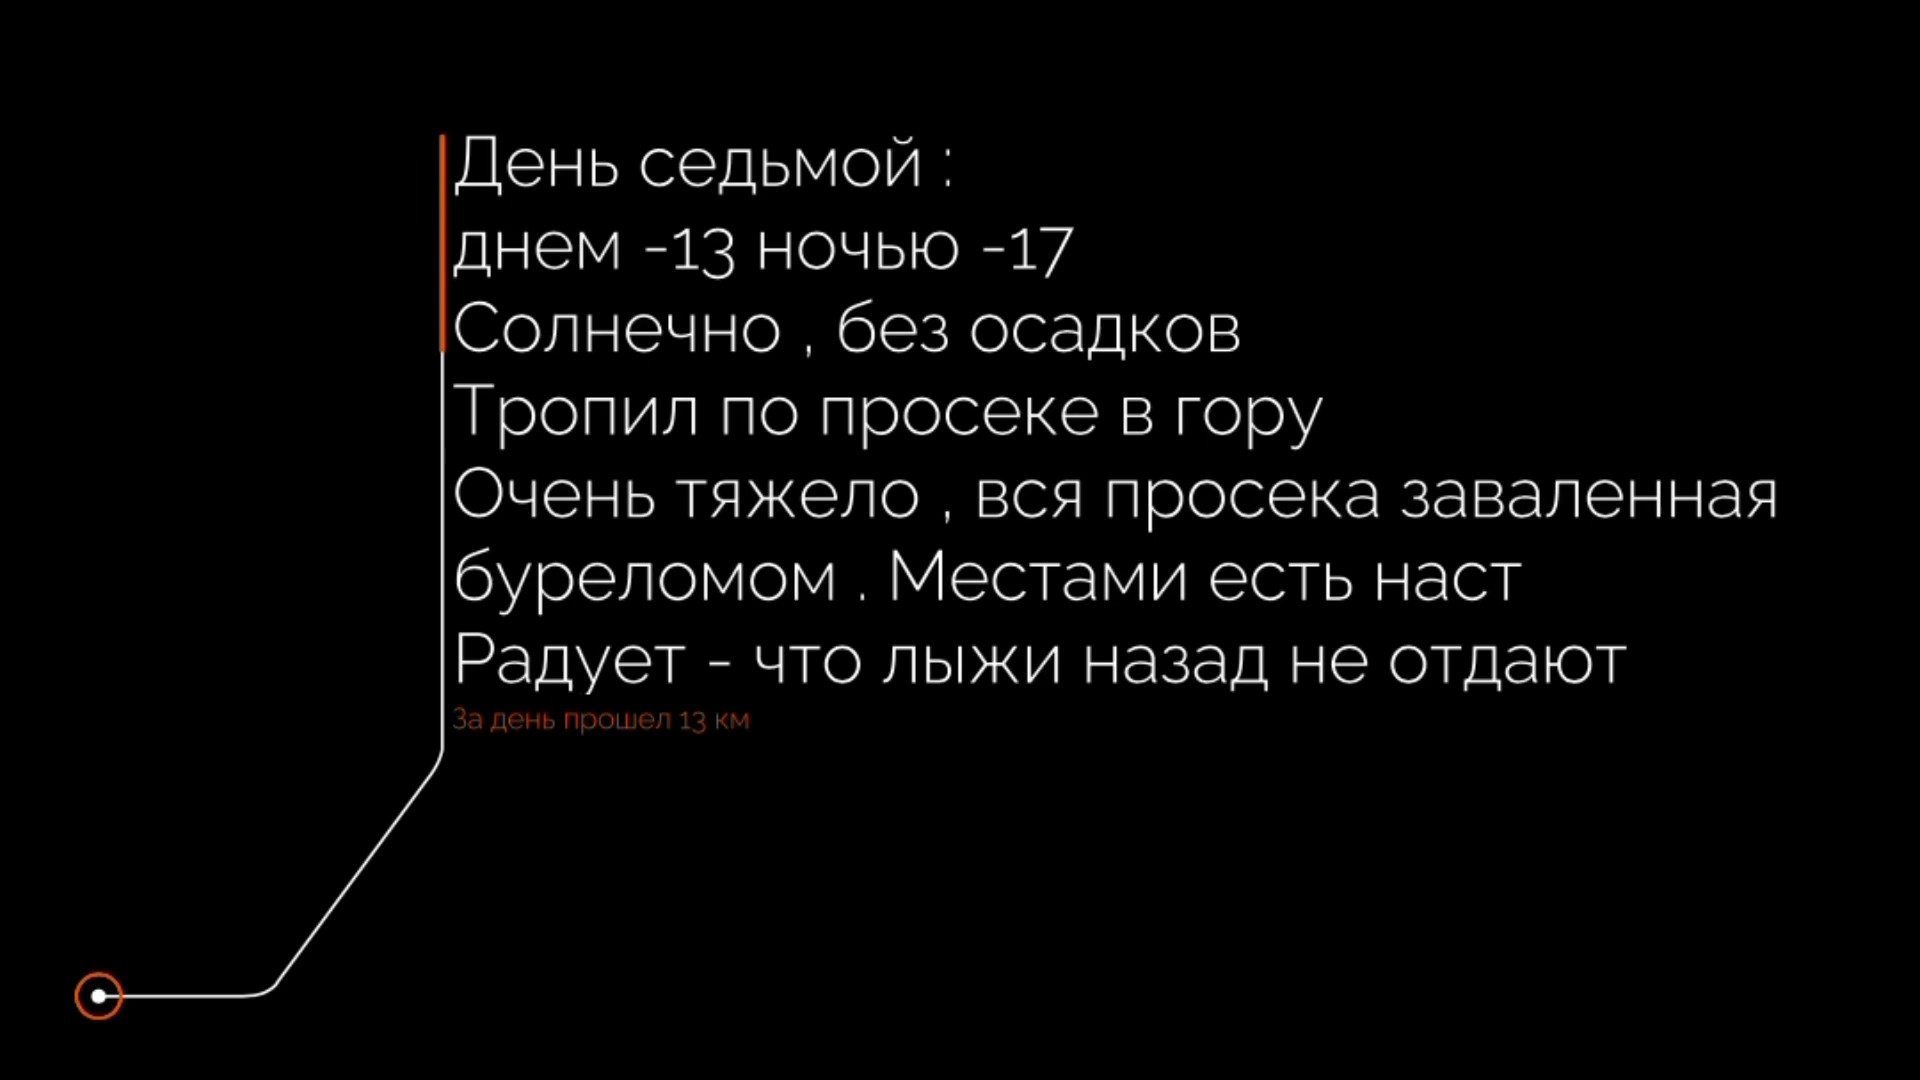 День седьмой :
днем -13 ночью -17
Солнечно , без осадков
Тропил по просеке в гору
Очень тяжело , вся просека заваленная
буреломом . Местами есть наст
Радует - что лыжи назад не отдают
За день прошел 13 км